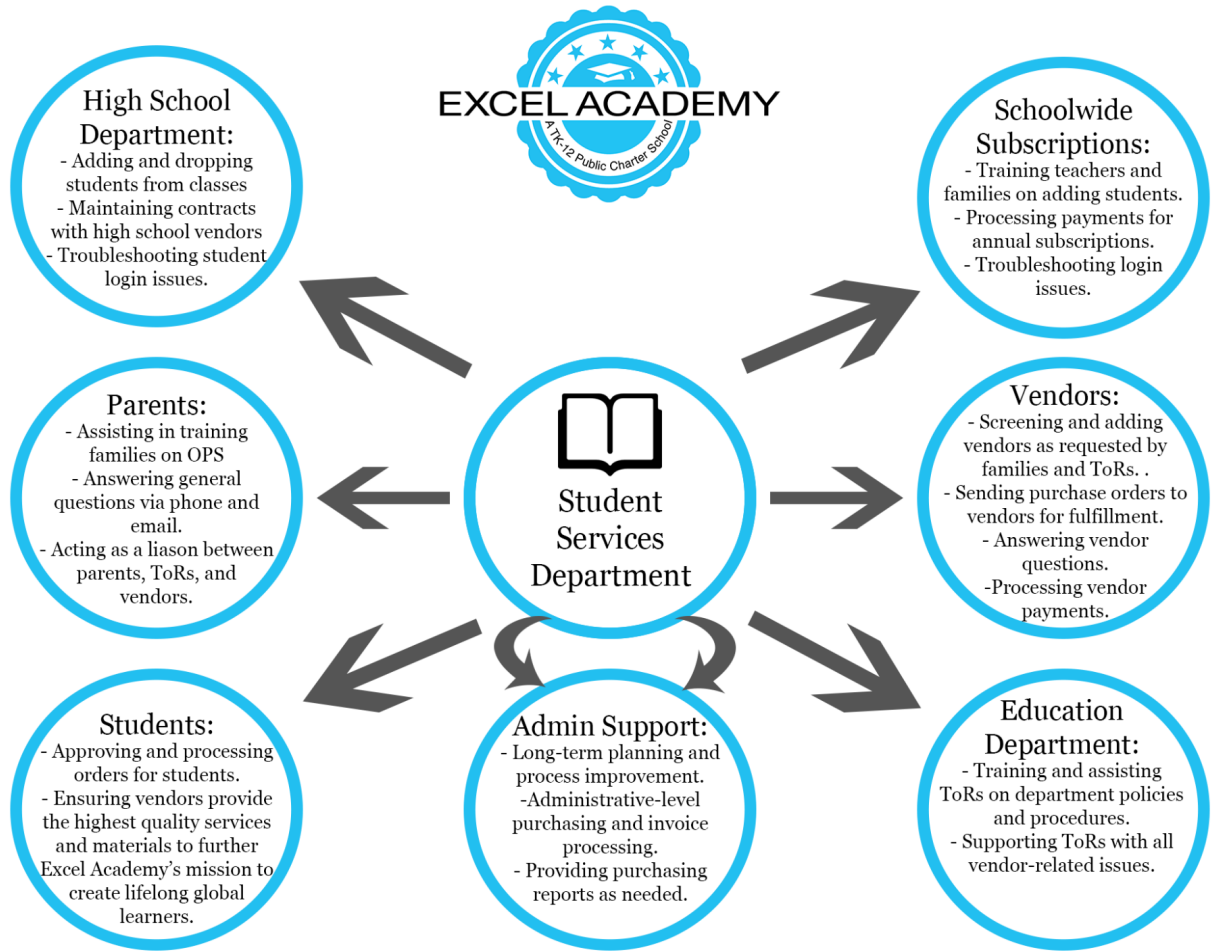 EXCEL ACADEMY
A TK-12 Public Charter School
High School
Department:
- Adding and dropping
students from classes
- Maintaining contracts
with high school vendors
- Troubleshooting student
login issues.
Schoolwide
Subscriptions:
- Training teachers and
families on adding students.
- Processing payments for
annual subscriptions.
- Troubleshooting login
issues.
Parents:
- Assisting in training
families on OPS
- Answering general
questions via phone and
email.
- Acting as a liason between
parents, ToRs, and
vendors.
Student
Services
Department
Vendors:
- Screening and adding
vendors as requested by
families and ToRs. .
- Sending purchase orders to
vendors for fulfillment.
- Answering vendor
questions.
-Processing vendor
payments.
Students:
- Approving and processing
orders for students.
- Ensuring vendors provide
the highest quality services
and materials to further
Excel Academy’s mission to
create lifelong global
learners.
Admin Support:
- Long-term planning and
process improvement.
-Administrative-level
purchasing and invoice
processing.
- Providing purchasing
reports as needed.
Education
Department:
- Training and assisting
ToRs on department policies
and procedures.
- Supporting ToRs with all
vendor-related issues.